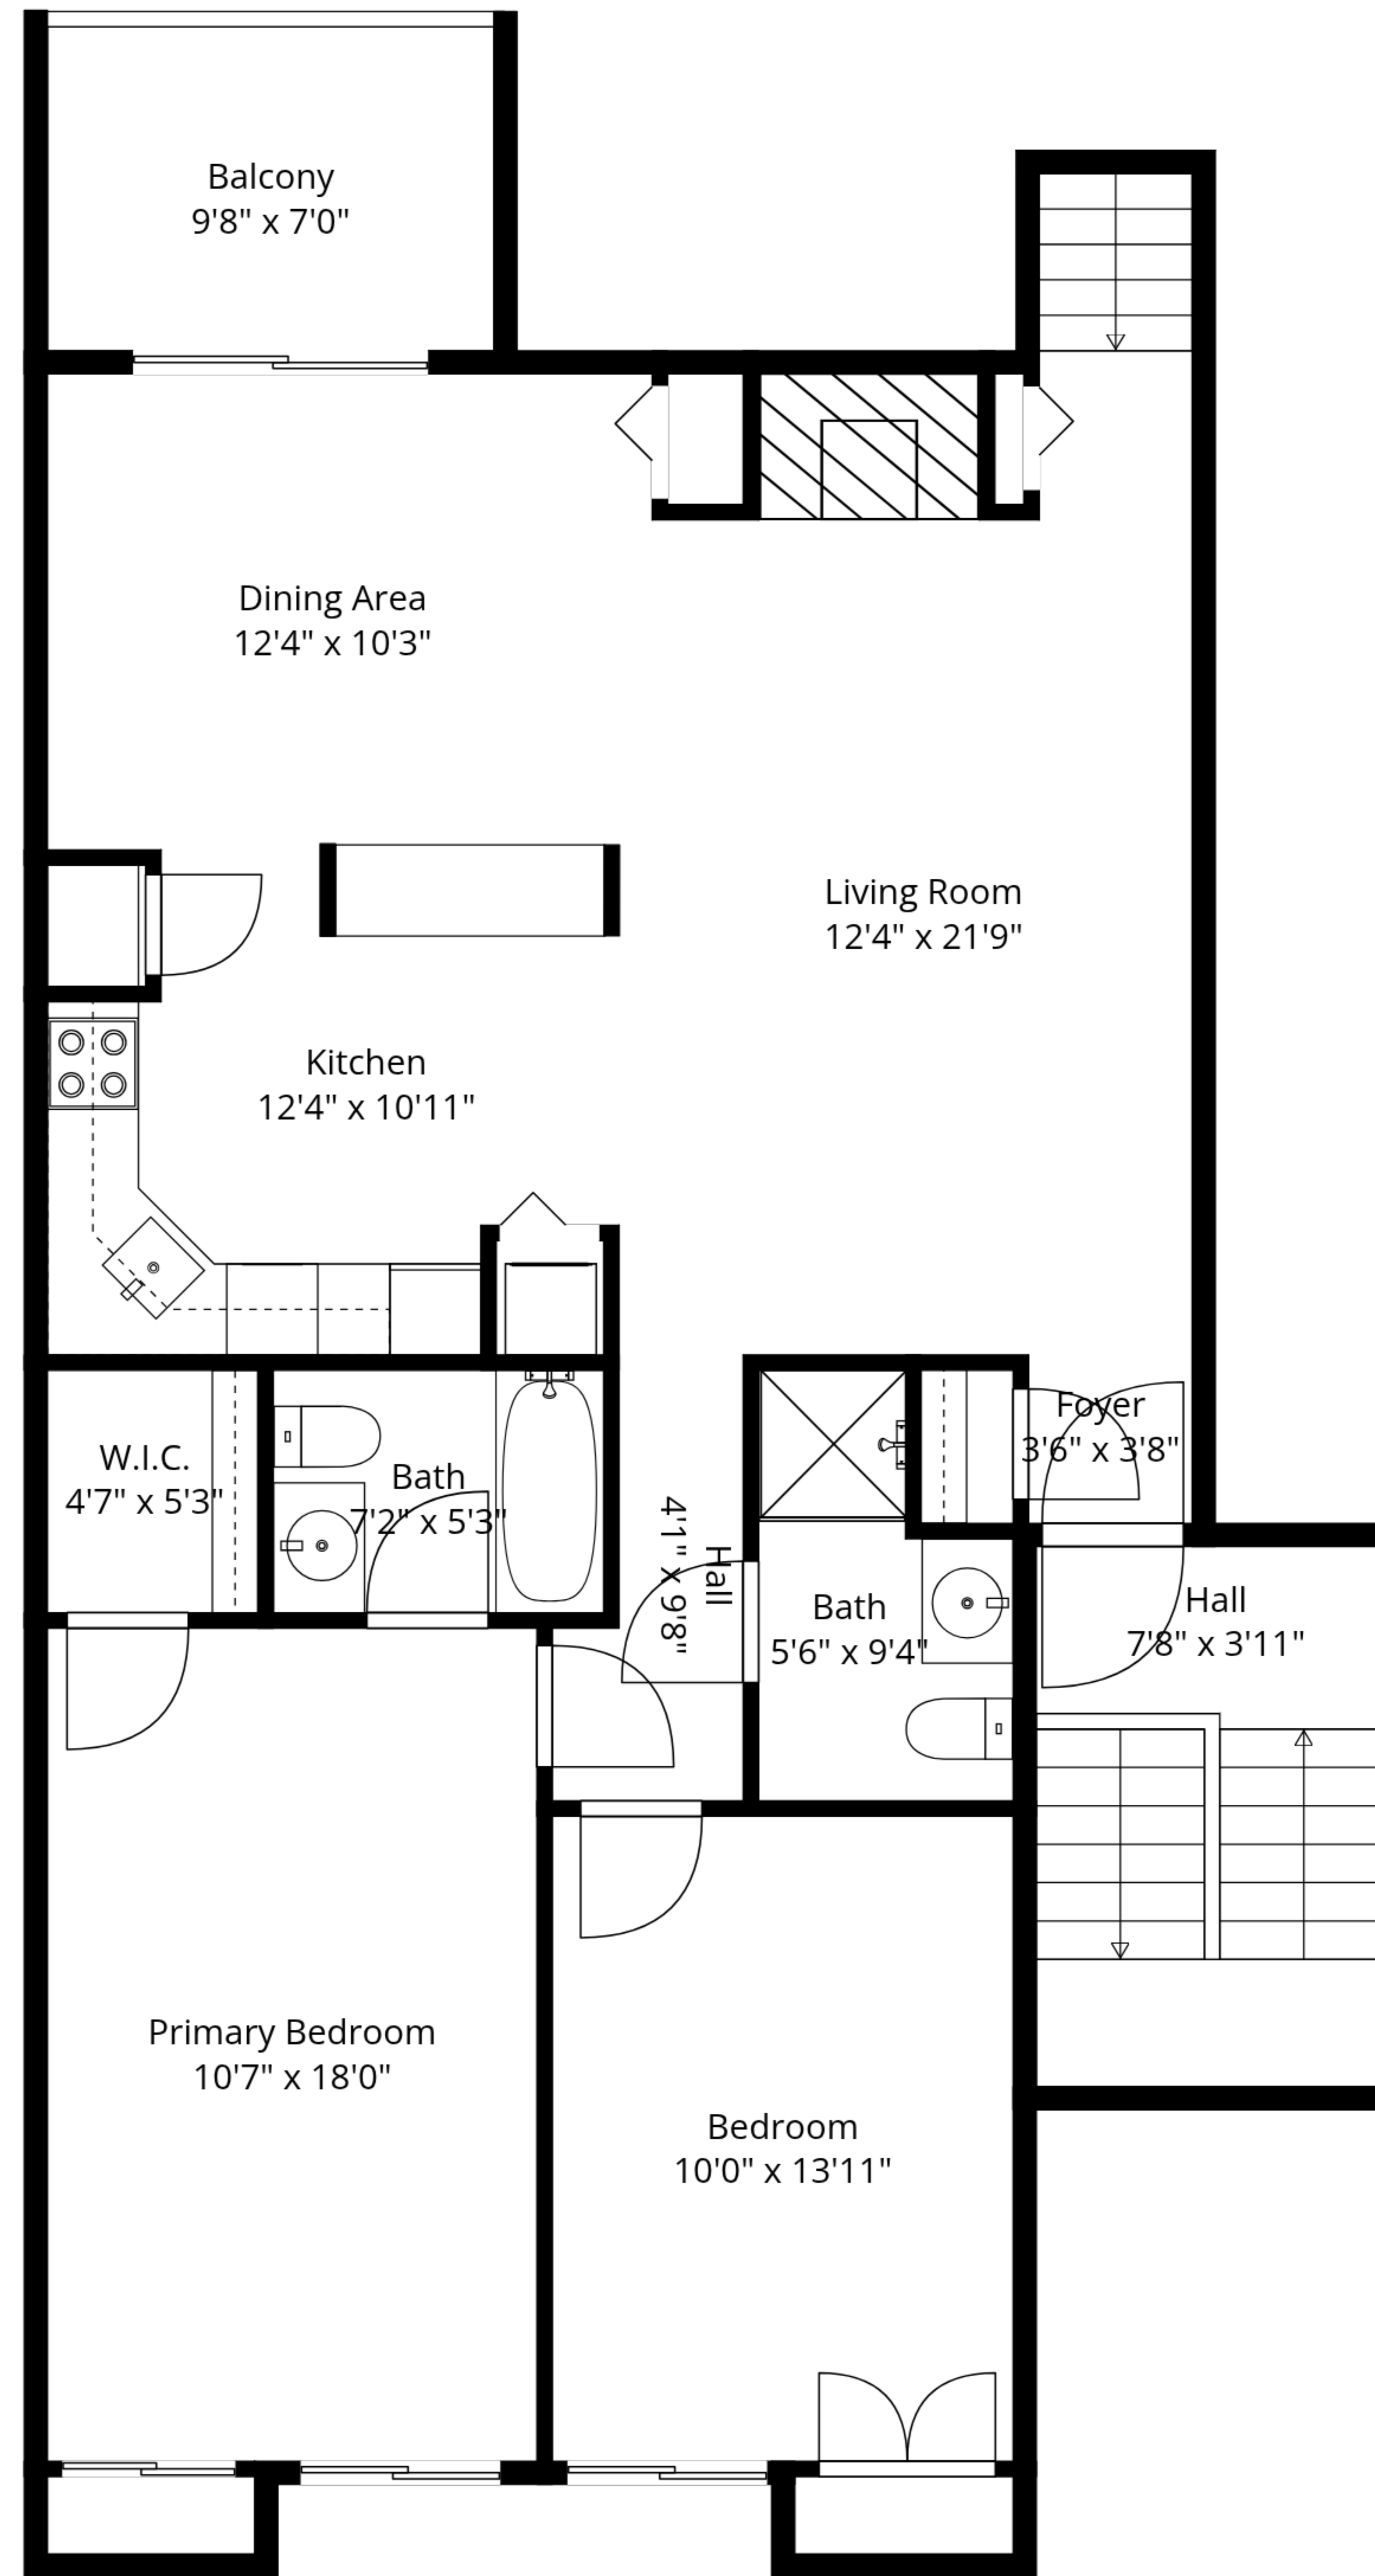 Balcony
9'8" x 7'0"
Dining Area
12'4" x 10'3"
Living Room
12'4" x 21'9"
Kitchen
12'4" x 10'11"
Foyer
3'6" x 3'8"
W.I.C.
4'7" x 5'3"
Bath
7'2" x 5'3"
Hall
4'1" x 9'8"
Bath
5'6" x 9'4"
Hall
7'8" x 3'11"
Primary Bedroom
10'7" x 18'0"
Bedroom
10'0" x 13'11"